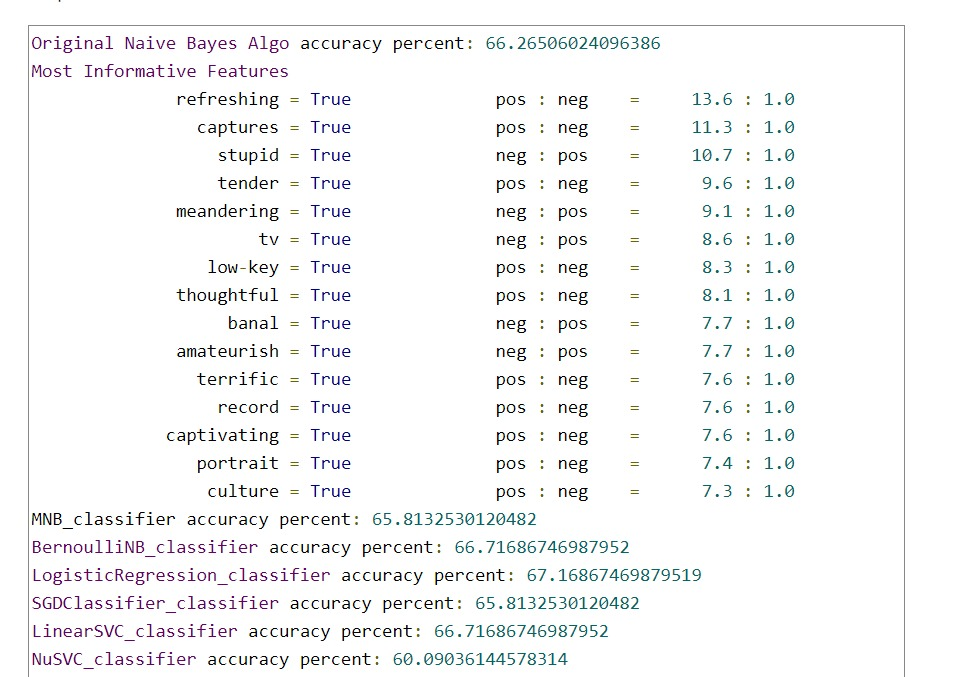 Original Naive Bayes Algo accuracy percent: 66.26506024096386
Most Informative Features
refreshing = True pos : neg = 13.6 : 1.0
captures = True pos : neg = 11.3 : 1.0
stupid = True neg : pos = 10.7 : 1.0
tender = True pos : neg = 9.6 : 1.0
meandering = True neg : pos = 9.1 : 1.0
tv = True neg : pos = 8.6 : 1.0
low-key = True pos : neg = 8.3 : 1.0
thoughtful = True pos : neg = 8.1 : 1.0
banal = True neg : pos = 7.7 : 1.0
amateurish = True neg : pos = 7.7 : 1.0
terrific = True pos : neg = 7.6 : 1.0
record = True pos : neg = 7.6 : 1.0
captivating = True pos : neg = 7.6 : 1.0
portrait = True pos : neg = 7.4 : 1.0
culture = True pos : neg = 7.3 : 1.0
MNB_classifier accuracy percent: 65.8132530120482
BernoulliNB_classifier accuracy percent: 66.71686746987952
LogisticRegression_classifier accuracy percent: 67.16867469879519
SGDClassifier_classifier accuracy percent: 65.8132530120482
LinearSVC_classifier accuracy percent: 66.71686746987952
NuSVC_classifier accuracy percent: 60.09036144578314